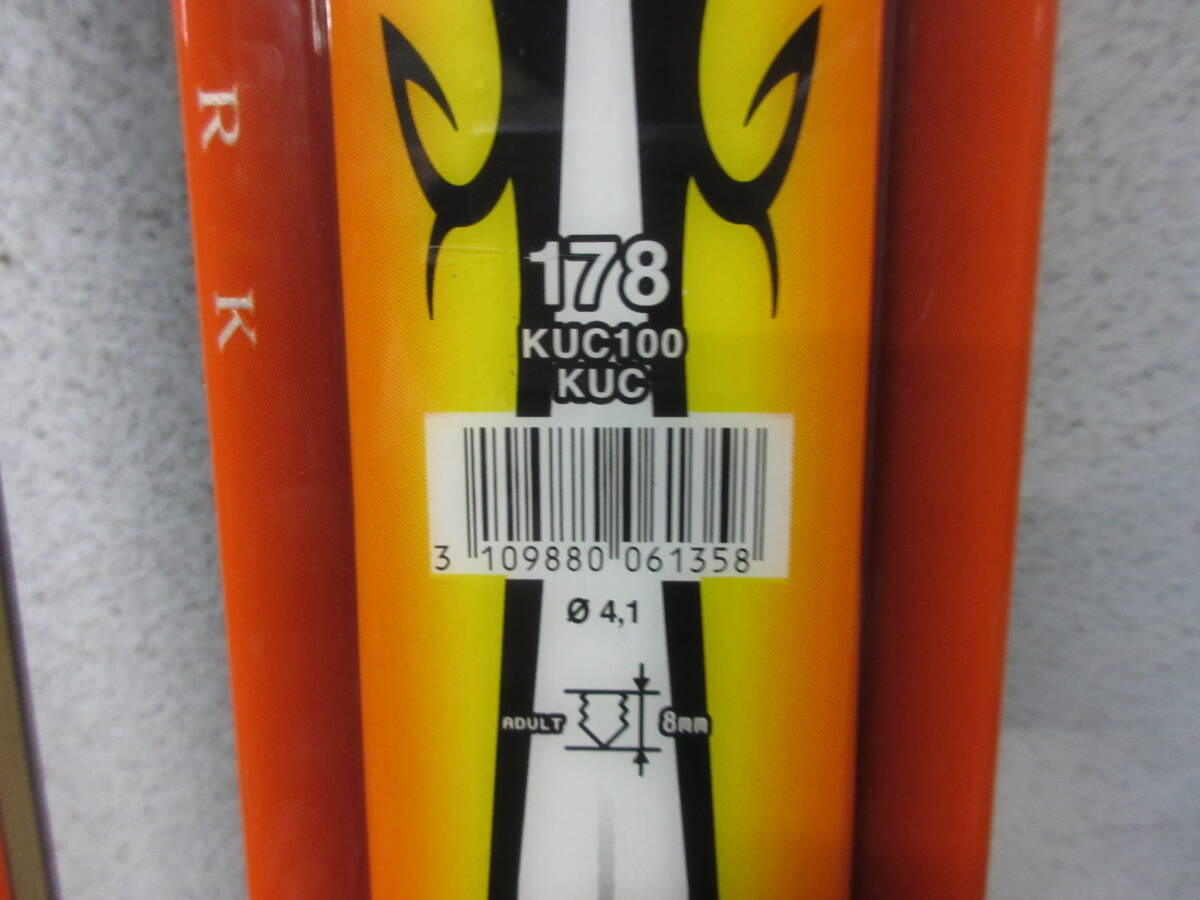 R K
178
KUC100
KUC
3 109880 061358
Ø 4,1
ADULT 8mm